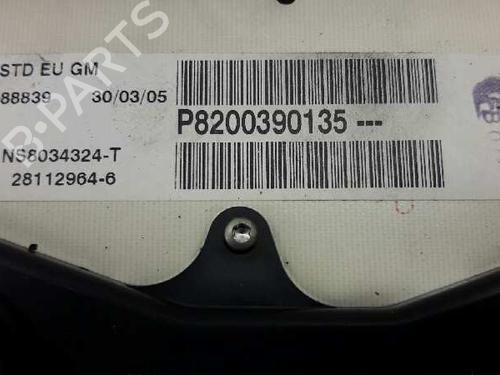 STD EU GM
88839 30/03/05
P8200390135 ---
NS8034324-T
28112964-6
B-PARTS